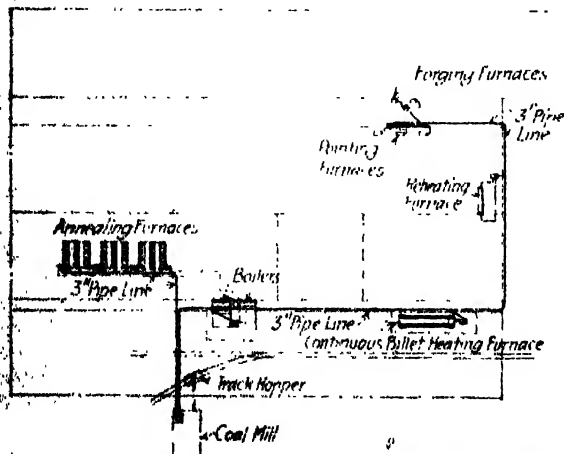 Forging Furnaces
3" Pipe
Line
Pointing
Furnaces
Reheating
Furnace
Annealing Furnaces
3" Pipe Line
Boilers
3" Pipe Line
Continuous Billet Heating Furnace
Track Hopper
Coal Mill